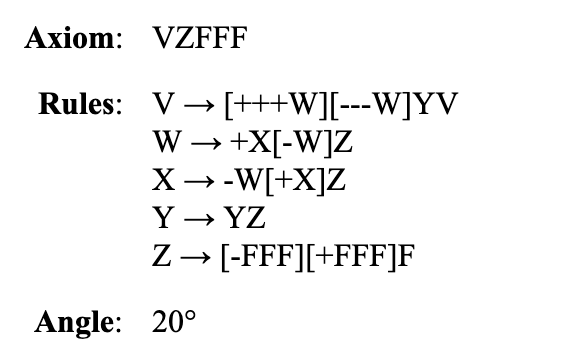 Axiom: VZFFF
Rules: V → [+++W][---W]YV
W → +X[-W]Z
X → -W[+X]Z
Y → YZ
Z → [-FFF][+FFF]F
Angle: 20°